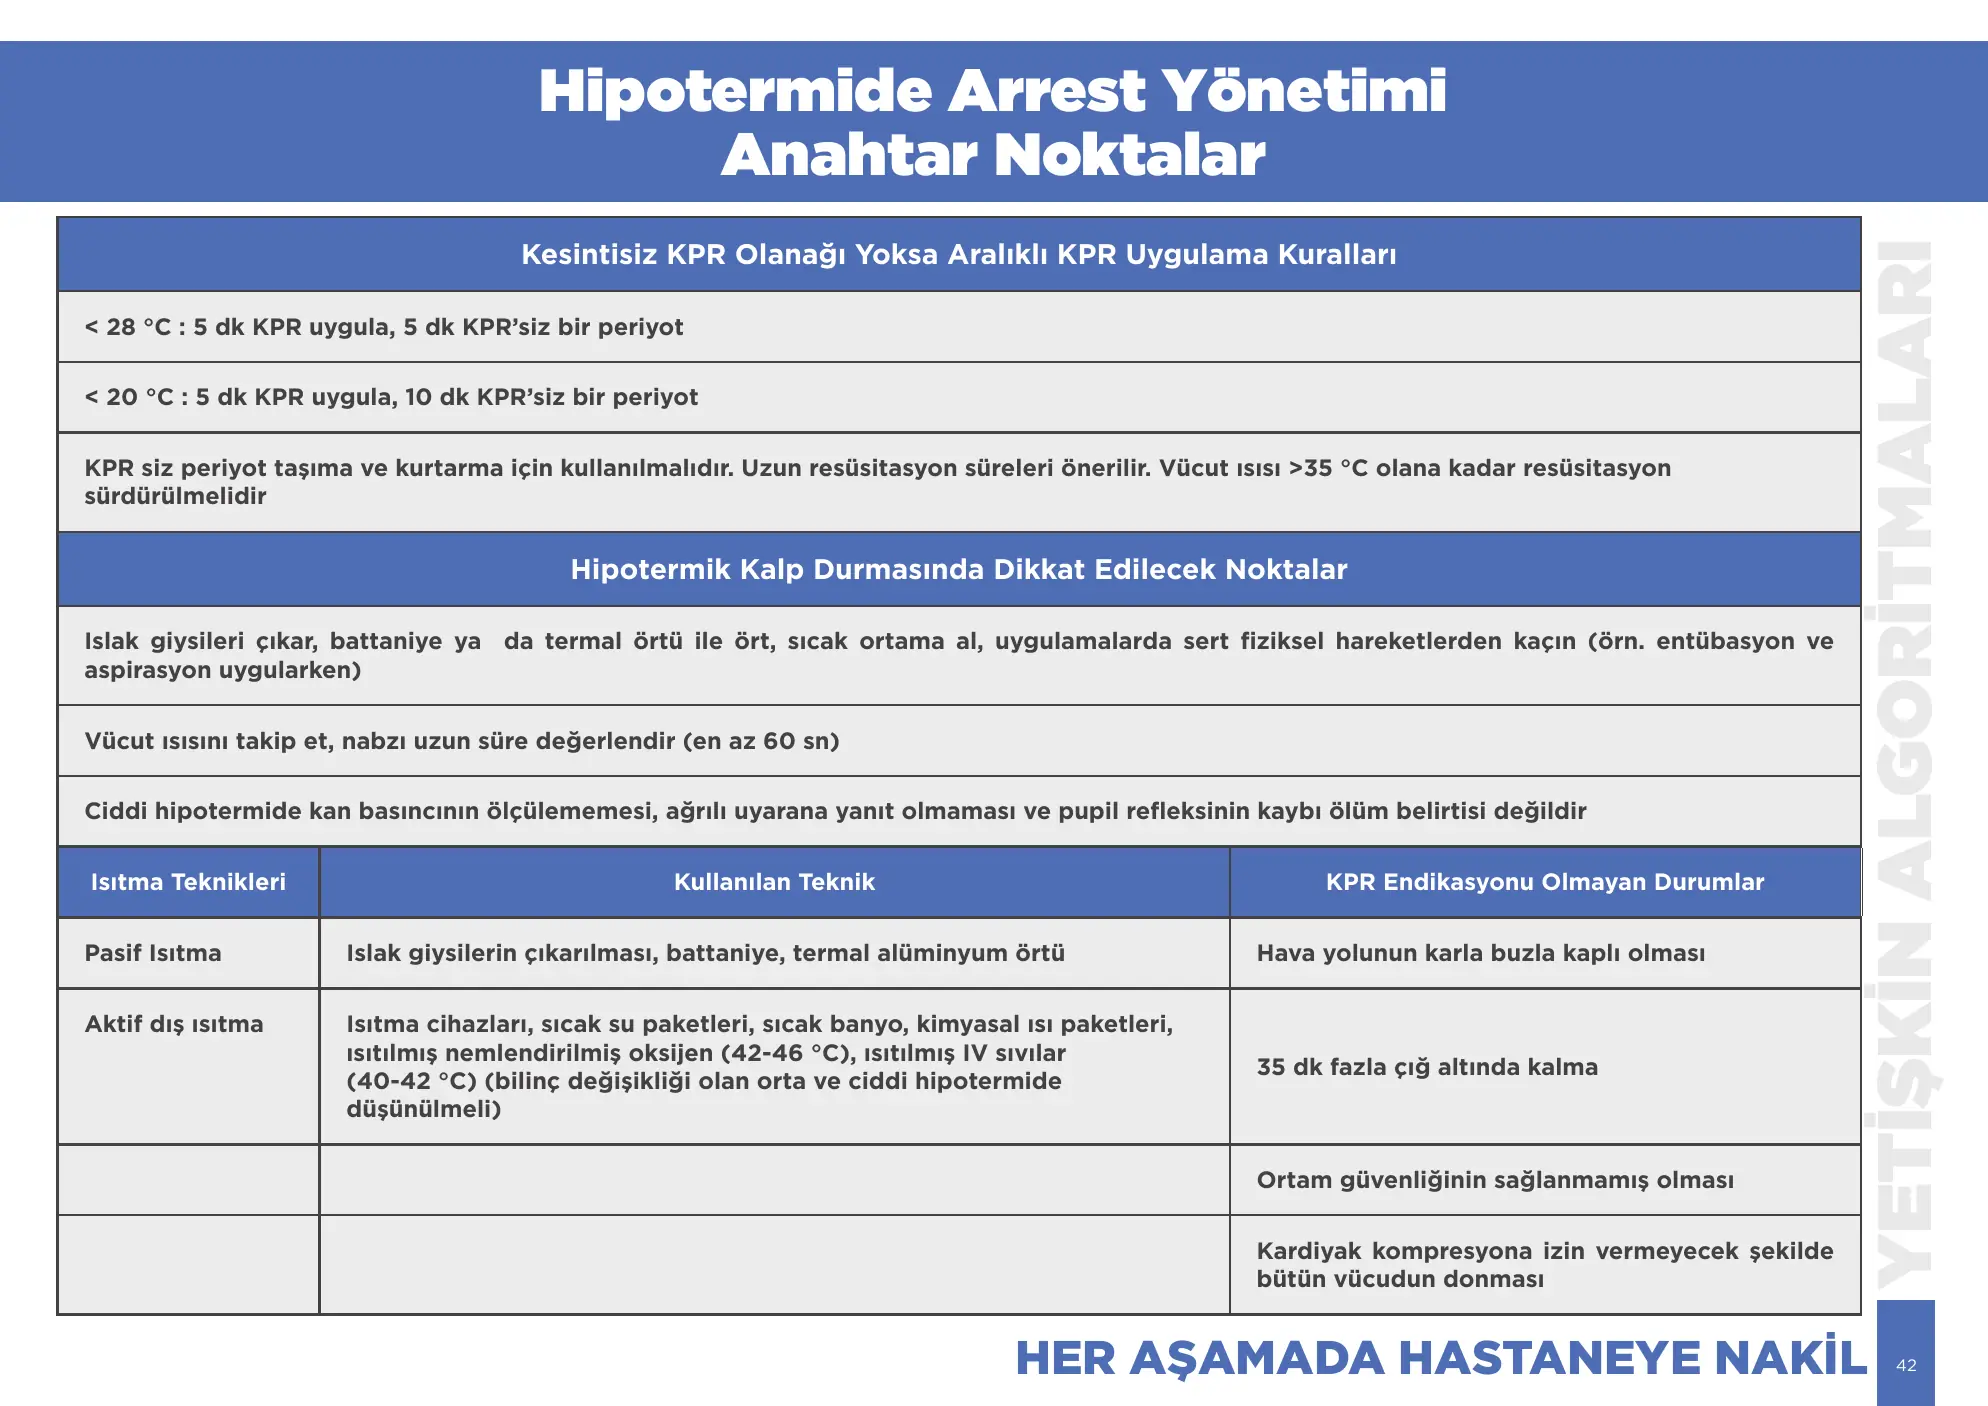 Hipotermide Arrest Yönetimi
Anahtar Noktalar
Kesintisiz KPR Olanağı Yoksa Aralıklı KPR Uygulama Kuralları
< 28 °C : 5 dk KPR uygula, 5 dk KPR’siz bir periyot
< 20 °C : 5 dk KPR uygula, 10 dk KPR’siz bir periyot
KPR siz periyot taşıma ve kurtarma için kullanılmalıdır. Uzun resüsitasyon süreleri önerilir. Vücut ısısı >35 °C olana kadar resüsitasyon
sürdürülmelidir
Hipotermik Kalp Durmasında Dikkat Edilecek Noktalar
Islak giysileri çıkar, battaniye ya da termal örtü ile ört, sıcak ortama al, uygulamalarda sert fiziksel hareketlerden kaçın (örn. entübasyon ve
aspirasyon uygularken)
Vücut ısısını takip et, nabzı uzun süre değerlendir (en az 60 sn)
Ciddi hipotermide kan basıncının ölçülememesi, ağrılı uyarana yanıt olmaması ve pupil refleksinin kaybı ölüm belirtisi değildir
Isıtma Teknikleri
Kullanılan Teknik
KPR Endikasyonu Olmayan Durumlar
Pasif Isıtma
Islak giysilerin çıkarılması, battaniye, termal alüminyum örtü
Hava yolunun karla buzla kaplı olması
Aktif dış ısıtma
Isıtma cihazları, sıcak su paketleri, sıcak banyo, kimyasal ısı paketleri,
ısıtılmış nemlendirilmiş oksijen (42-46 °C), ısıtılmış IV sıvılar
(40-42 °C) (bilinç değişikliği olan orta ve ciddi hipotermide
düşünülmeli)
35 dk fazla çığ altında kalma
Ortam güvenliğinin sağlanmamış olması
Kardiyak kompresyona izin vermeyecek şekilde
bütün vücudun donması
YETİŞKİN ALGORİTMALARI
HER AŞAMADA HASTANEYE NAKİL
42